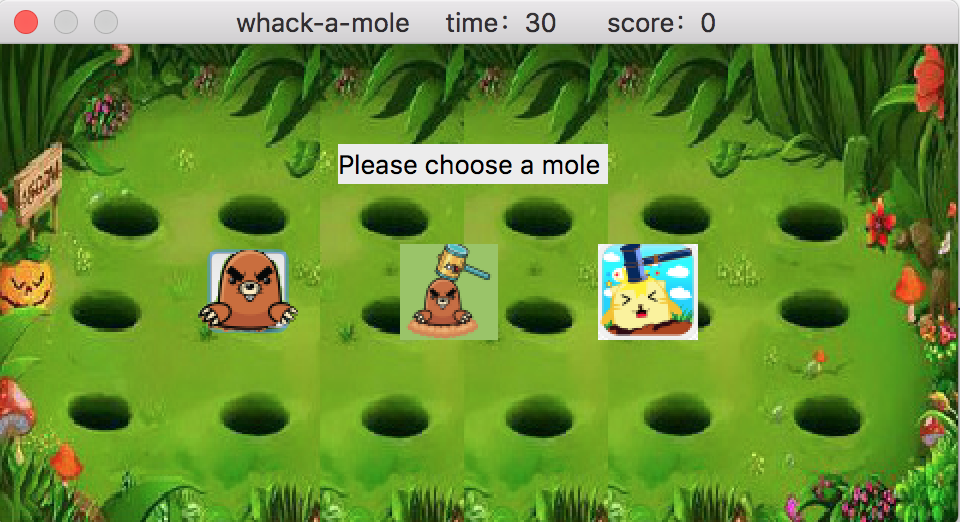 whack-a-mole time：30 score：0
Please choose a mole